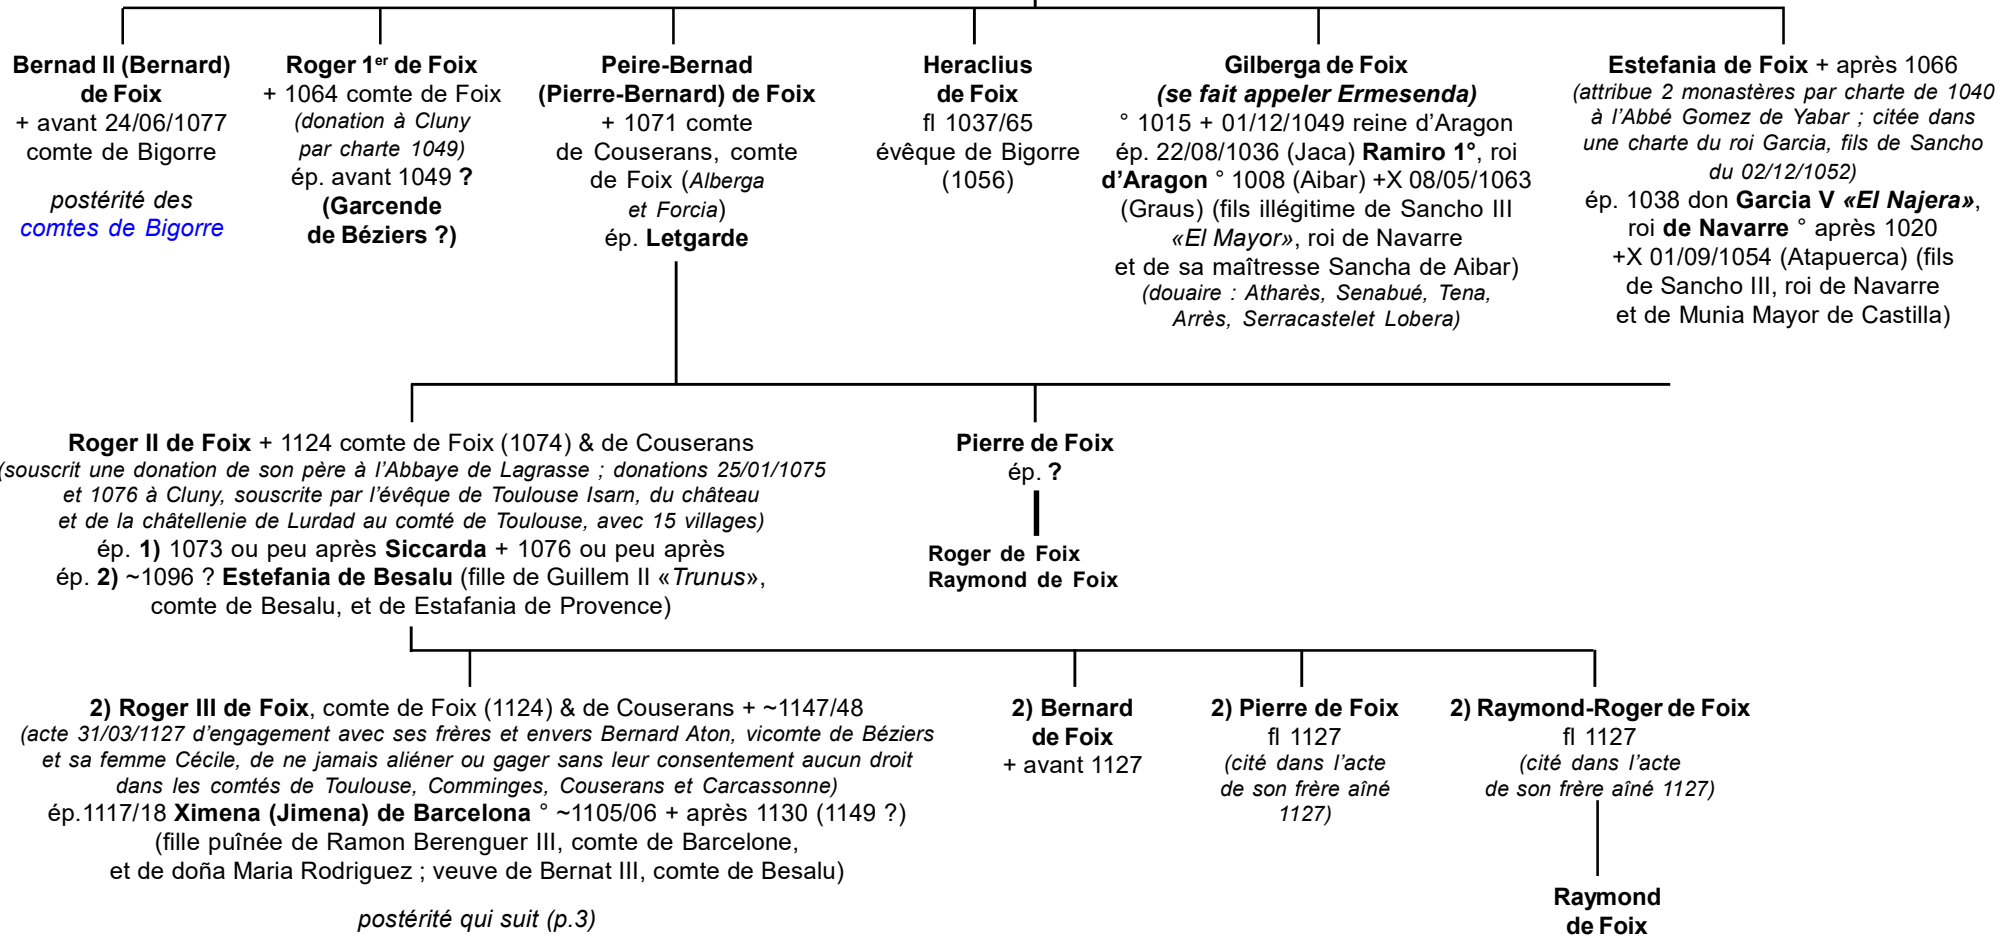 Bernad II (Bernard)
de Foix
+ avant 24/06/1077
comte de Bigorre
postérité des
comtes de Bigorre
Roger 1er de Foix
+ 1064 comte de Foix
(donation à Cluny
par charte 1049)
ép. avant 1049 ?
(Garcende
de Béziers ?)
Peire-Bernad
(Pierre-Bernard) de Foix
+ 1071 comte
de Couserans, comte
de Foix (Alberga
et Forcia)
ép. Letgarde
Heraclius
de Foix
fl 1037/65
évêque de Bigorre
(1056)
Gilberga de Foix
(se fait appeler Ermesenda)
° 1015 + 01/12/1049 reine d'Aragon
ép. 22/08/1036 (Jaca) Ramiro 1°, roi
d'Aragon ° 1008 (Aibar) +X 08/05/1063
(Graus) (fils illégitime de Sancho III
«El Mayor», roi de Navarre
et de sa maîtresse Sancha de Aibar)
(douaire : Atharès, Senabué, Tena,
Arrès, Serracastelet Lobera)
Estefania de Foix + après 1066
(attribue 2 monastères par charte de 1040
à l'Abbé Gomez de Yabar ; citée dans
une charte du roi Garcia, fils de Sancho
du 02/12/1052)
ép. 1038 don Garcia V «El Najera»,
roi de Navarre ° après 1020
+X 01/09/1054 (Atapuerca) (fils
de Sancho III, roi de Navarre
et de Munia Mayor de Castilla)
Roger II de Foix + 1124 comte de Foix (1074) & de Couserans
(souscrit une donation de son père à l'Abbaye de Lagrasse ; donations 25/01/1075
et 1076 à Cluny, souscrite par l'évêque de Toulouse Isarn, du château
et de la châtellenie de Lurdad au comté de Toulouse, avec 15 villages)
ép. 1) 1073 ou peu après Siccarda + 1076 ou peu après
ép. 2) ~1096 ? Estefania de Besalu (fille de Guillem II «Trunus»,
comte de Besalu, et de Estafania de Provence)
Pierre de Foix
ép. ?
Roger de Foix
Raymond de Foix
2) Roger III de Foix, comte de Foix (1124) & de Couserans + ~1147/48
(acte 31/03/1127 d'engagement avec ses frères et envers Bernard Aton, vicomte de Béziers
et sa femme Cécile, de ne jamais aliéner ou gager sans leur consentement aucun droit
dans les comtés de Toulouse, Comminges, Couserans et Carcassonne)
ép.1117/18 Ximena (Jimena) de Barcelona ° ~1105/06 + après 1130 (1149 ?)
(fille puînée de Ramon Berenguer III, comte de Barcelone,
et de doña Maria Rodriguez ; veuve de Bernat III, comte de Besalu)
postérité qui suit (p.3)
2) Bernard
de Foix
+ avant 1127
2) Pierre de Foix
fl 1127
(cité dans l'acte
de son frère aîné
1127)
2) Raymond-Roger de Foix
fl 1127
(cité dans l'acte
de son frère aîné 1127)
Raymond
de Foix